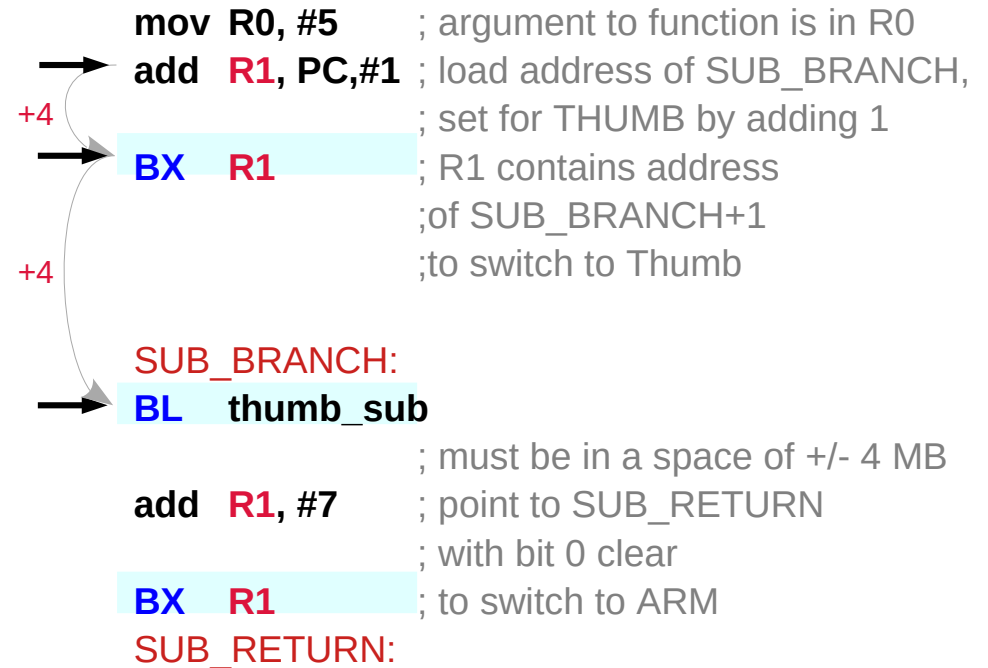 mov R0, #5 ; argument to function is in R0
add R1, PC,#1 ; load address of SUB_BRANCH,
+4 ; set for THUMB by adding 1
BX R1 ; R1 contains address
;of SUB_BRANCH+1
+4 ;to switch to Thumb
SUB_BRANCH:
BL thumb_sub
; must be in a space of +/- 4 MB
add R1, #7 ; point to SUB_RETURN
; with bit 0 clear
BX R1 ; to switch to ARM
SUB_RETURN: